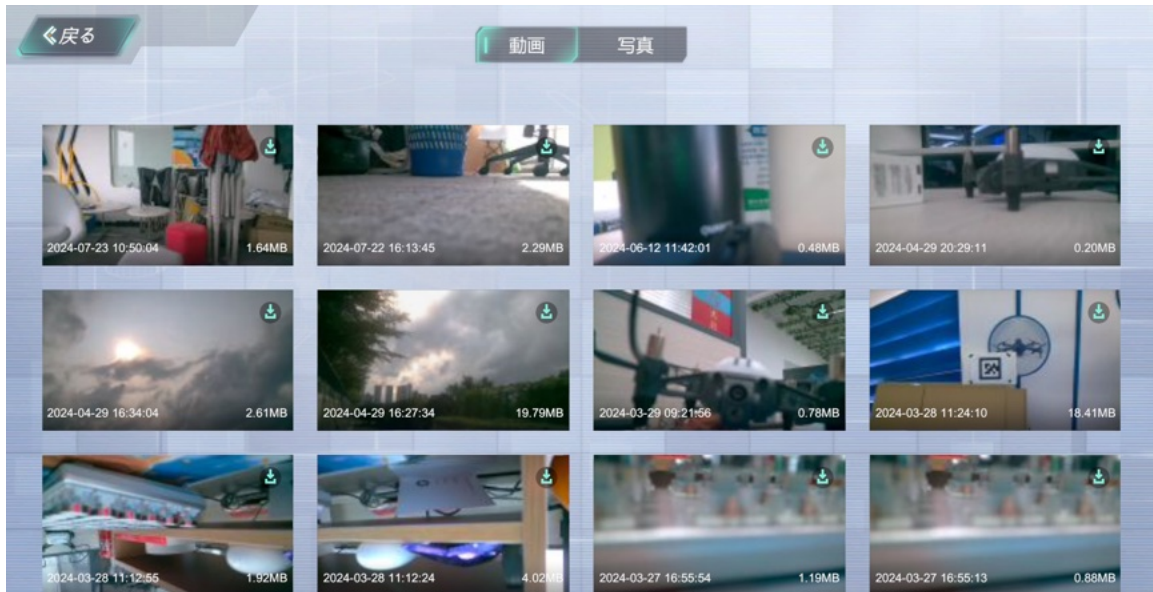 戻る
動画 写真
2024-07-23 10:50:04 1.64MB
2024-07-22 16:13:45 2.29MB
2024-06-12 11:42:01 0.48MB
2024-04-29 20:29:11 0.20MB
2024-04-29 16:34:04 2.61MB
2024-04-29 16:27:34 19.79MB
2024-03-29 09:21:56 0.78MB
2024-03-28 11:24:10 18.41MB
2024-03-28 11:12:55 1.92MB
2024-03-28 11:12:24 4.02MB
2024-03-27 16:55:54 1.19MB
2024-03-27 16:55:13 0.88MB